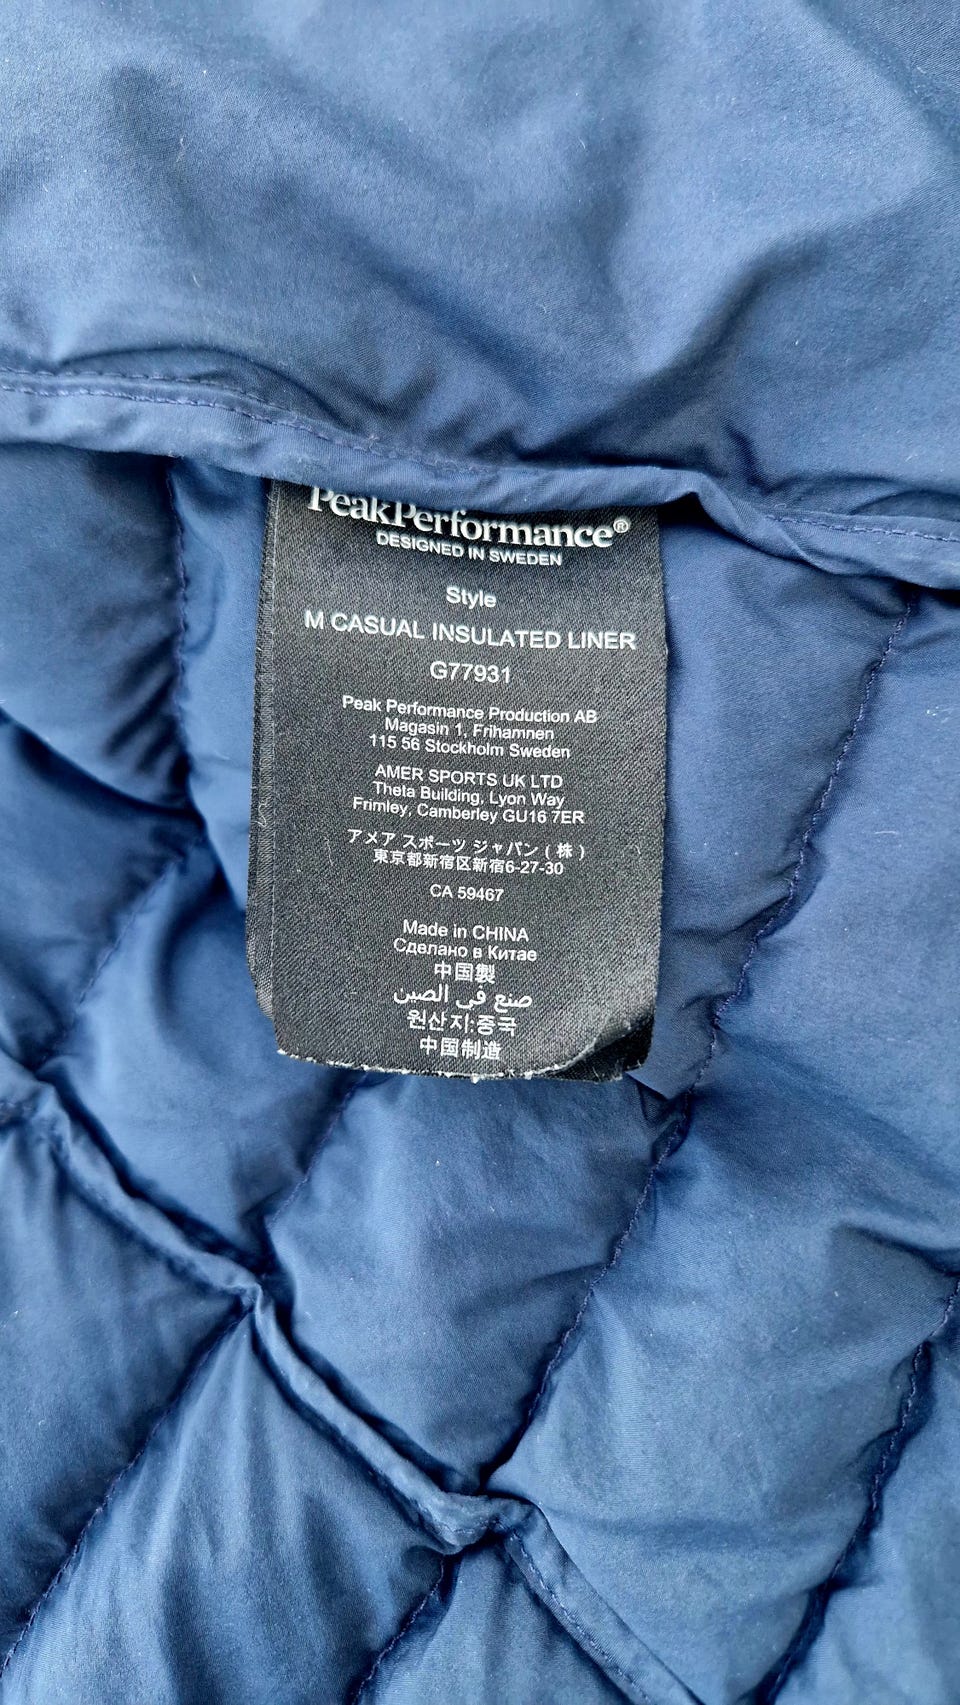 PeakPerformance®
DESIGNED IN SWEDEN
Style
M CASUAL INSULATED LINER
G77931
Peak Performance Production AB
Magasin 1, Frihamnen
115 56 Stockholm Sweden
AMER SPORTS UK LTD
Theta Building, Lyon Way
Frimley, Camberley GU16 7ER
アメア スポーツ ジャパン ( 株 )
東京都新宿区新宿6-27-30
CA 59467
Made in CHINA
Сделано в Китае
中国製
صنع في الصين
원산지:중국
中国制造